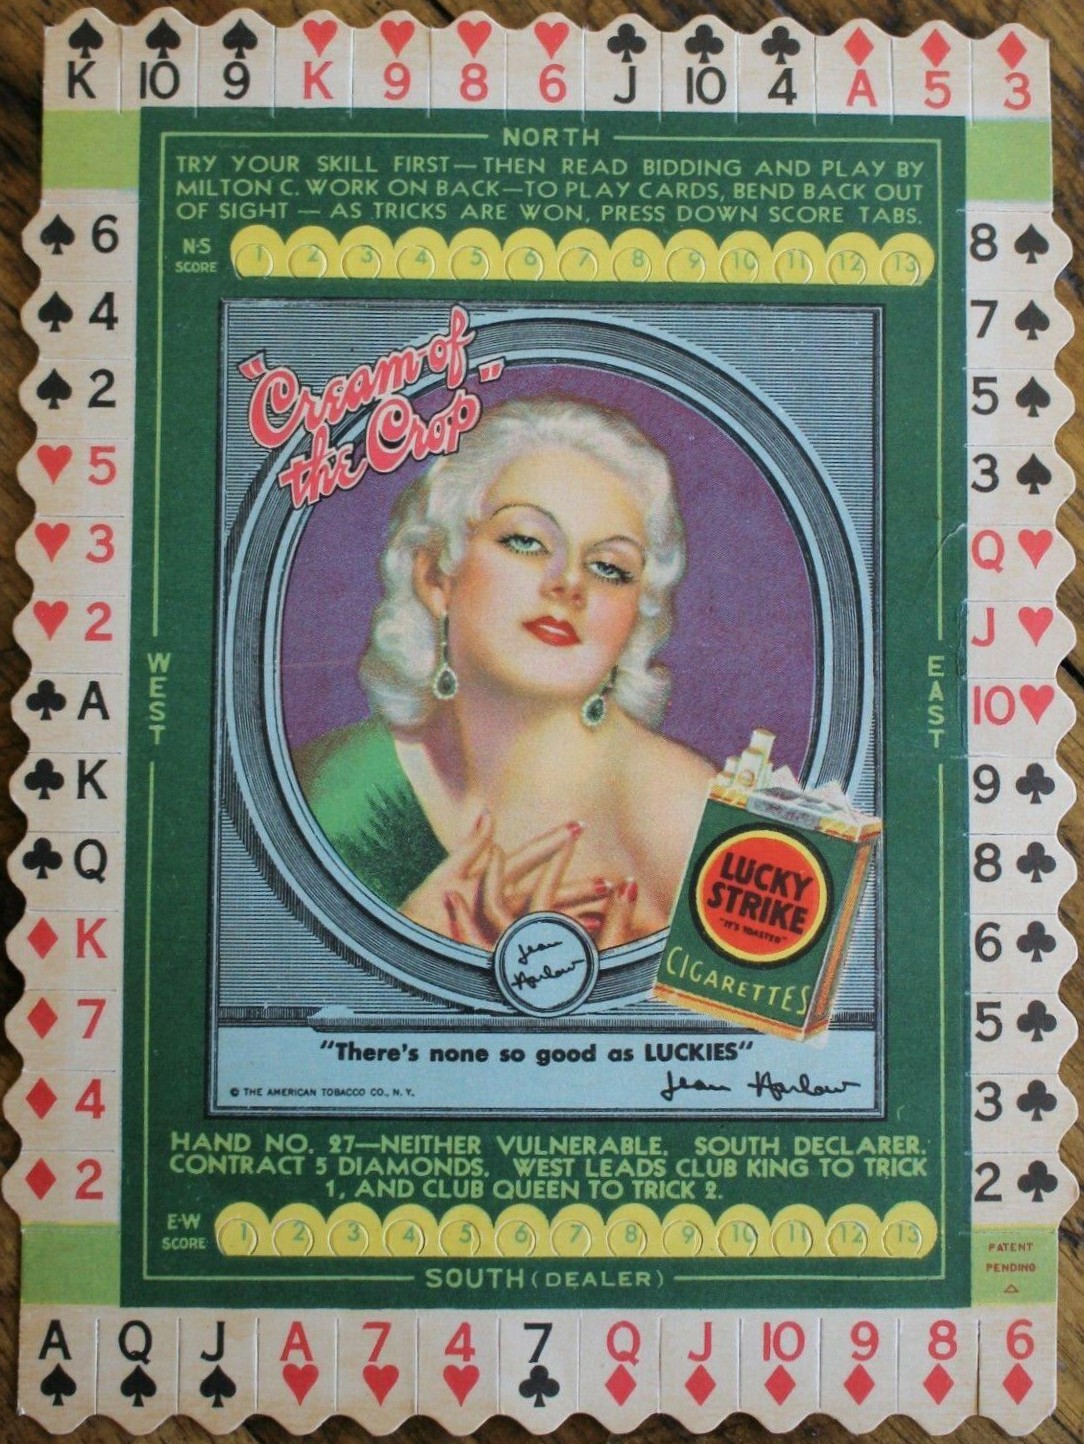 K 10 9 K 9 8 6 J 10 4 A 5 3
NORTH
TRY YOUR SKILL FIRST—THEN READ BIDDING AND PLAY BY
MILTON C. WORK ON BACK—TO PLAY CARDS, BEND BACK OUT
OF SIGHT — AS TRICKS ARE WON, PRESS DOWN SCORE TABS.
N-S
SCORE
1 2 3 4 5 6 7 8 9 10 11 12 13
6
4
2
5
3
2
A
K
Q
K
7
4
2
WEST
"Cream of
the Crop"
LUCKY
STRIKE
"IT'S TOASTED"
CIGARETTES
Jean
Harlow
"There's none so good as LUCKIES"
Jean Harlow
© THE AMERICAN TOBACCO CO., N. Y.
EAST
8
7
5
3
Q
J
10
9
8
6
5
3
2
HAND NO. 27—NEITHER VULNERABLE. SOUTH DECLARER.
CONTRACT 5 DIAMONDS. WEST LEADS CLUB KING TO TRICK
1, AND CLUB QUEEN TO TRICK 2.
E-W
SCORE
1 2 3 4 5 6 7 8 9 10 11 12 13
PATENT
PENDING
SOUTH (DEALER)
A Q J A 7 4 7 Q J 10 9 8 6